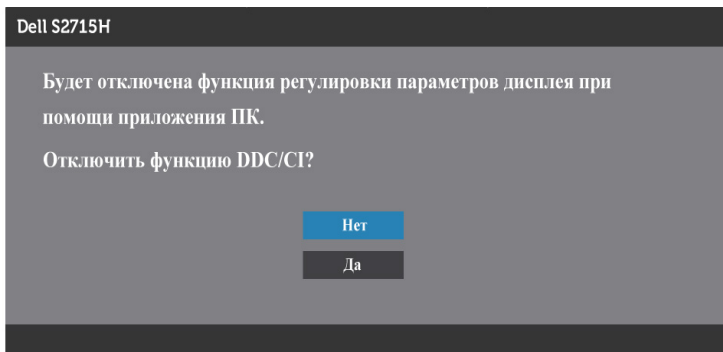 Dell S2715H
Будет отключена функция регулировки параметров дисплея при
помощи приложения ПК.
Отключить функцию DDC/CI?
Нет
Да